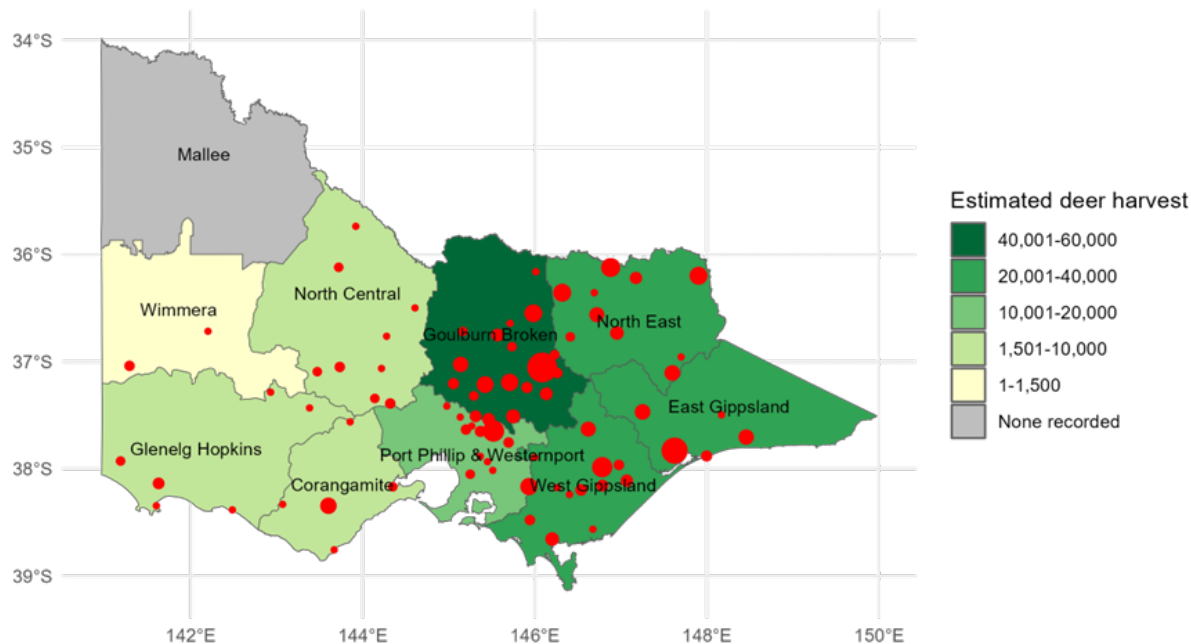 34°S
35°S
36°S
37°S
38°S
39°S
142°E
144°E
146°E
148°E
150°E
Mallee
Wimmera
North Central
Goulburn Broken
North East
East Gippsland
Glenelg Hopkins
Corangamite
Port Phillip & Westernport
West Gippsland
Estimated deer harvest
40,001-60,000
20,001-40,000
10,001-20,000
1,501-10,000
1-1,500
None recorded